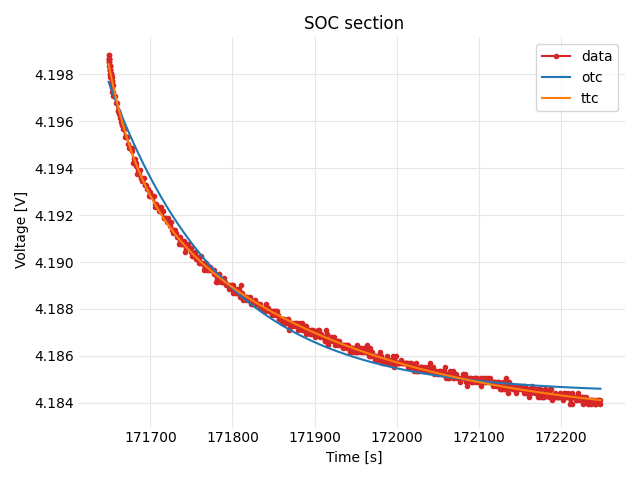 SOC section
data
otc
ttc
4.198
4.196
4.194
4.192
4.190
4.188
4.186
4.184
Voltage [V]
171700 171800 171900 172000 172100 172200
Time [s]